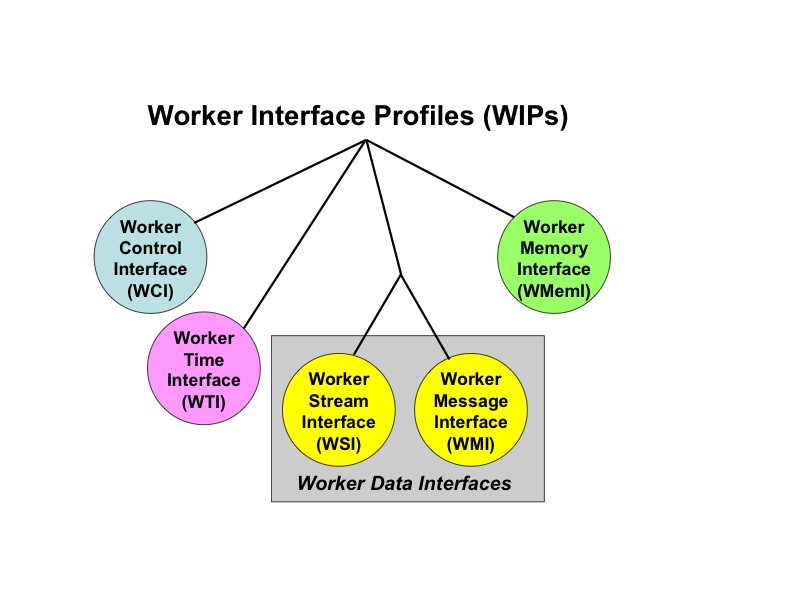 Worker Interface Profiles (WIPs)
Worker
Control
Interface
(WCI)
Worker
Memory
Interface
(WMemI)
Worker
Time
Interface
(WTI)
Worker
Stream
Interface
(WSI)
Worker
Message
Interface
(WMI)
Worker Data Interfaces